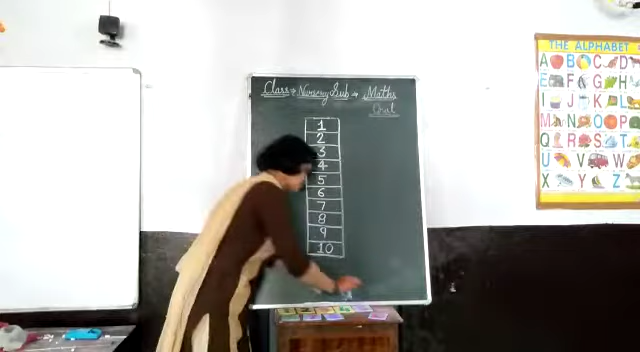 Class → Nursery Sub → Maths
Oral
1
2
3
4
5
6
7
8
9
10
THE ALPHABET
A B C D
E F G H
I J K L
M N O P
Q R S T
U V W
X Y Z